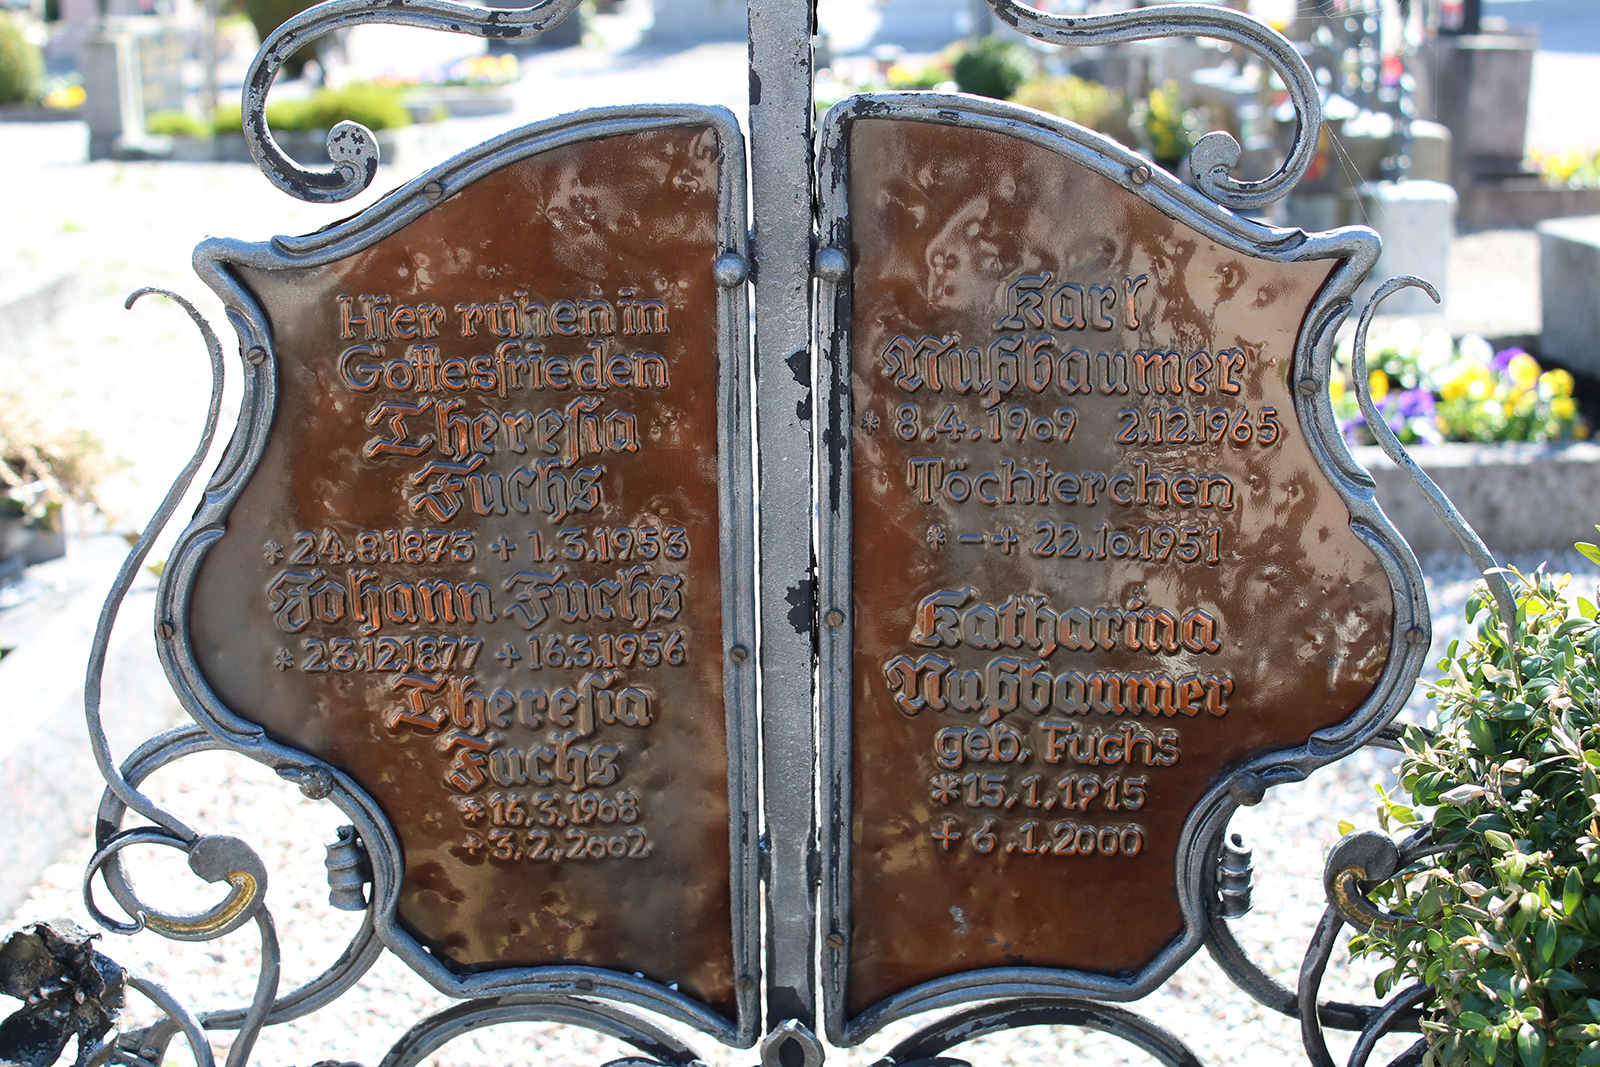 Hier ruhen in
Gottesfrieden
Theresia
Fuchs
* 24.8.1873 + 1.3.1953
Johann Fuchs
* 23.12.1877 + 16.3.1956
Theresia
Fuchs
* 16.3.1908
+ 3.2.2002
Karl
Nußbaumer
* 8.4.1909 2.12.1965
Töchterchen
* – + 22.10.1951
Katharina
Nußbaumer
geb. Fuchs
* 15.1.1915
+ 6.1.2000